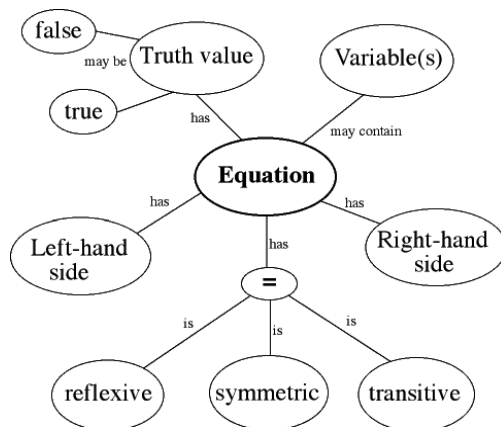 false
may be
Truth value
Variable(s)
true
has
may contain
Equation
has
has
Left-hand
side
has
Right-hand
side
=
is
is
is
reflexive
symmetric
transitive